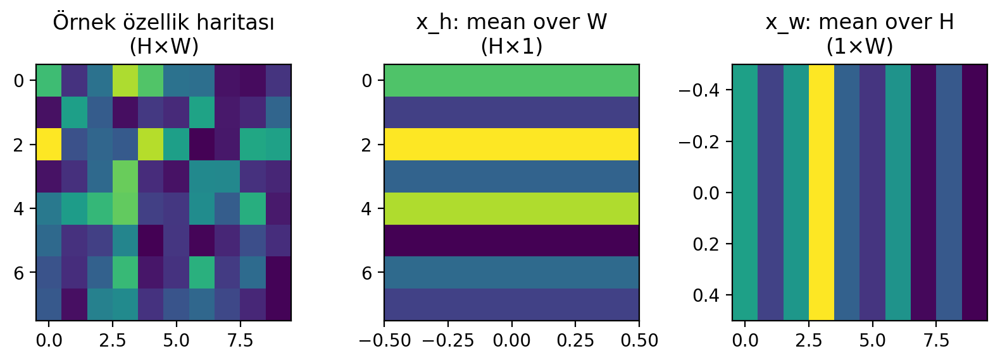 Örnek özellik haritası
(H×W)
x_h: mean over W
(H×1)
x_w: mean over H
(1×W)
0
2
4
6
0.0 2.5 5.0 7.5
0
2
4
6
−0.50 −0.25 0.00 0.25 0.50
−0.4
−0.2
0.0
0.2
0.4
0.0 2.5 5.0 7.5